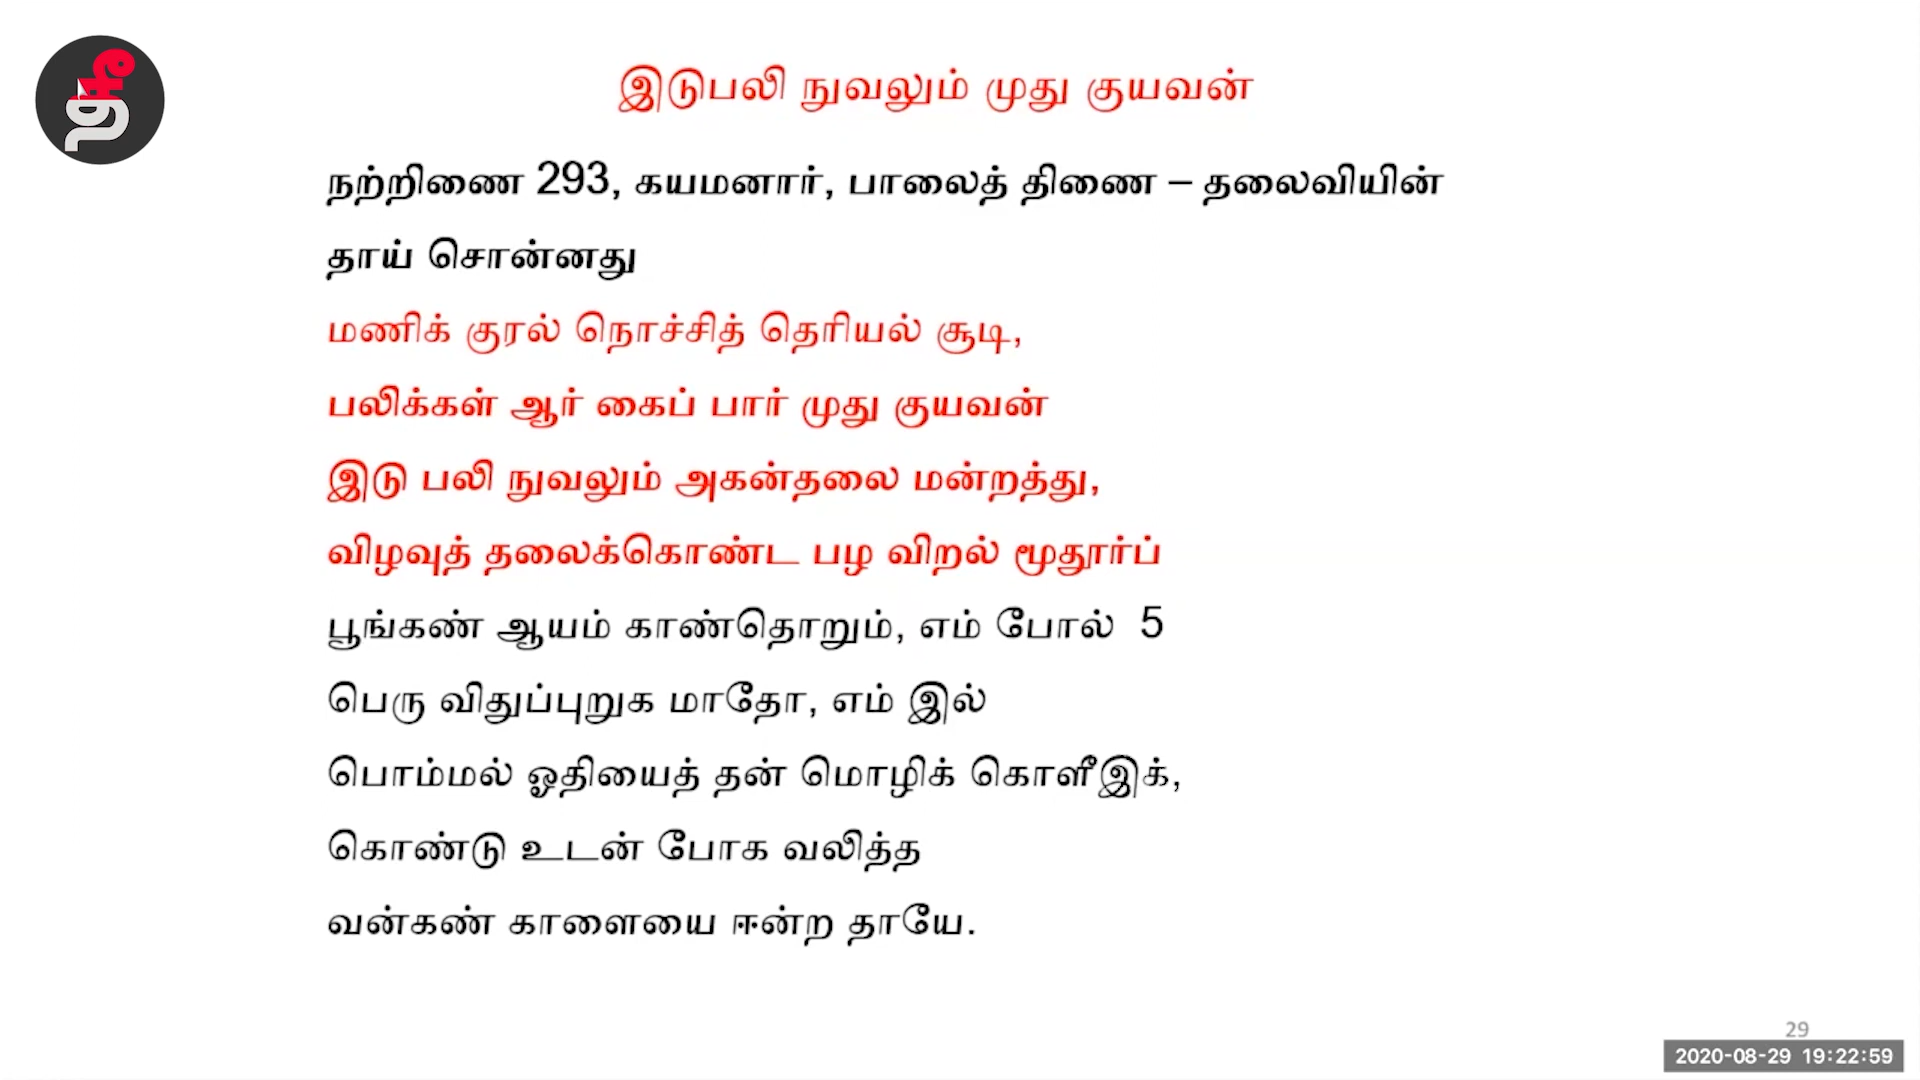 இடுபலி நுவலும் முது குயவன்
நற்றிணை 293, கயமனார், பாலைத் திணை – தலைவியின்
தாய் சொன்னது
மணிக் குரல் நொச்சித் தெரியல் சூடி,
பலிக்கள் ஆர் கைப் பார் முது குயவன்
இடு பலி நுவலும் அகன்தலை மன்றத்து,
விழவுத் தலைக்கொண்ட பழ விறல் மூதூர்ப்
பூங்கண் ஆயம் காண்தொறும், எம் போல்  5
பெரு விதுப்புறுக மாதோ, எம் இல்
பொம்மல் ஓதியைத் தன் மொழிக் கொளீஇக்,
கொண்டு உடன் போக வலித்த
வன்கண் காளையை ஈன்ற தாயே.
29
2020-08-29 19:22:59